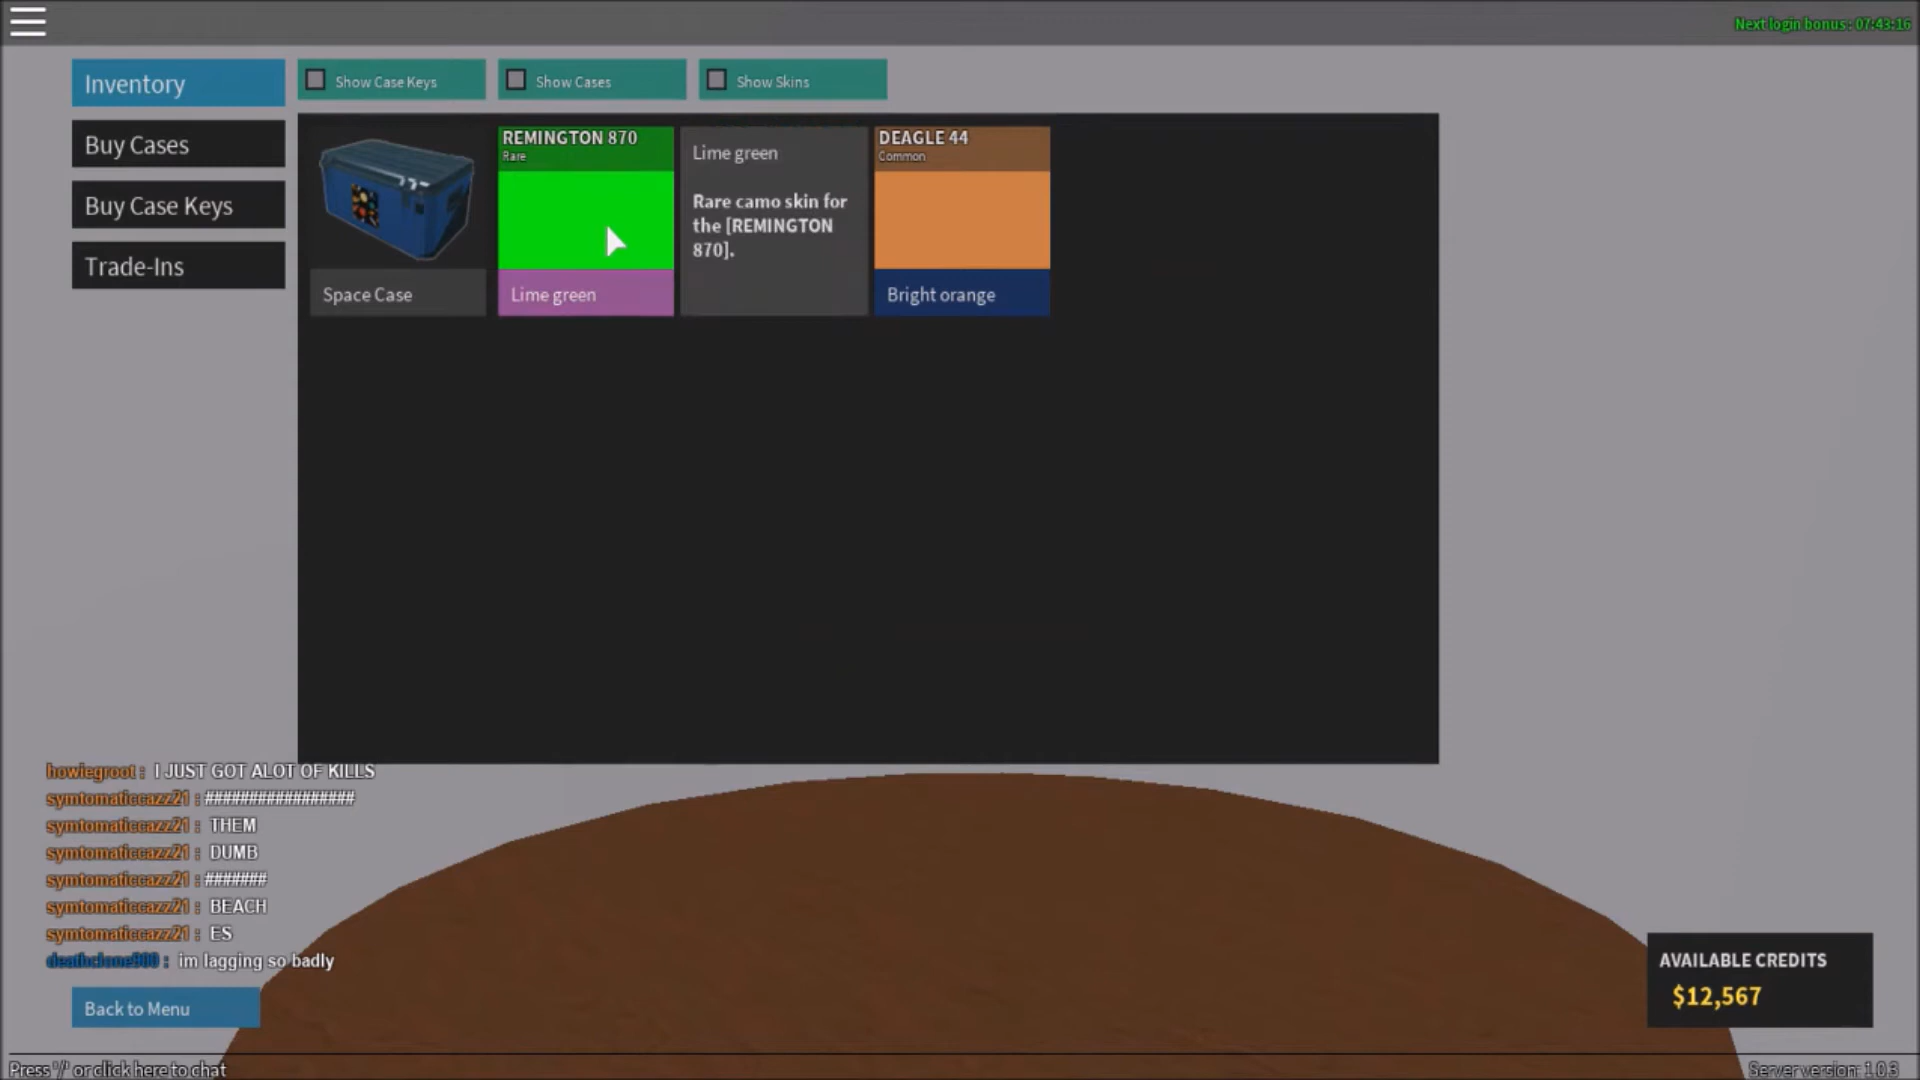 Next login bonus : 07:43:16
Inventory
Show Case Keys
Show Cases
Show Skins
Buy Cases
Buy Case Keys
Trade-Ins
REMINGTON 870
Rare
Lime green
Space Case
Lime green
Rare camo skin for
the [REMINGTON
870].
DEAGLE 44
Common
Bright orange
howiegroot : I JUST GOT ALOT OF KILLS
symtomaticcazz21 : #################
symtomaticcazz21 : THEM
symtomaticcazz21 : DUMB
symtomaticcazz21 : #######
symtomaticcazz21 : BEACH
symtomaticcazz21 : ES
deathclone900 : im lagging so badly
Back to Menu
AVAILABLE CREDITS
$12,567
Press '/' or click here to chat
Server version: 1.0.3